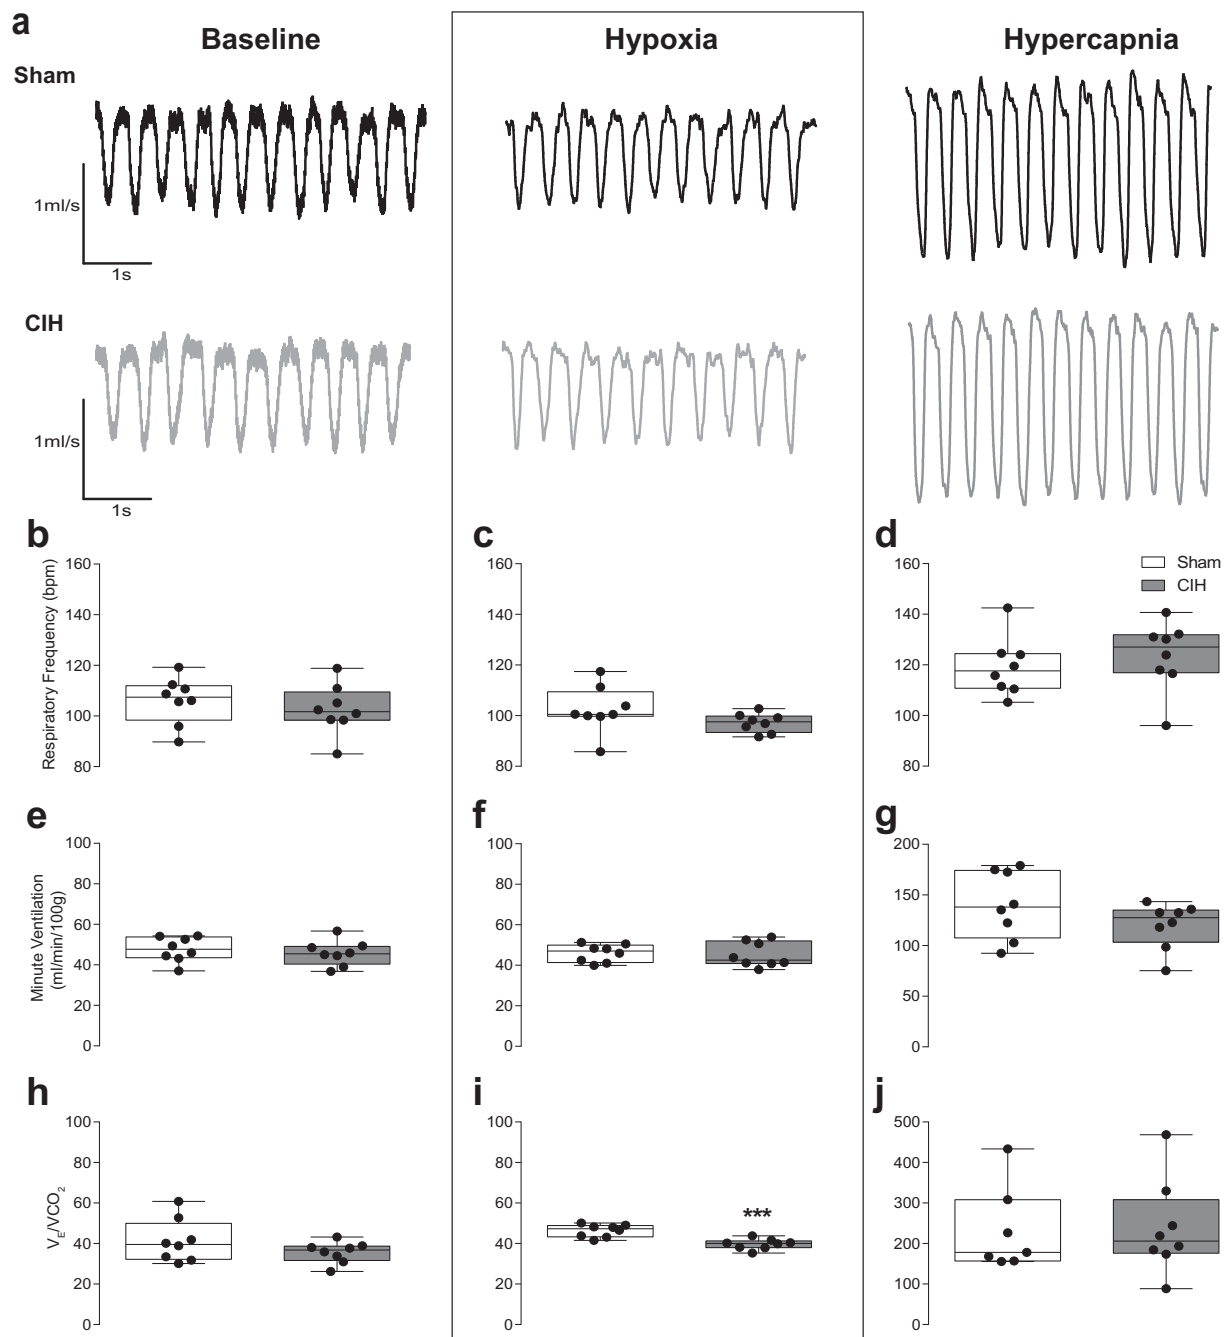 a
Baseline
Hypoxia
Hypercapnia
Sham
1ml/s
1s
CIH
1ml/s
1s
b
Respiratory Frequency (bpm)
160
140
120
100
80
c
160
140
120
100
80
d
160
140
120
100
80
Sham
CIH
e
Minute Ventilation
(ml/min/100g)
100
80
60
40
20
0
f
100
80
60
40
20
0
g
200
150
100
50
0
h
V_E/VCO_2
100
80
60
40
20
0
i
100
80
60
40
20
0
***
j
500
400
300
200
100
0